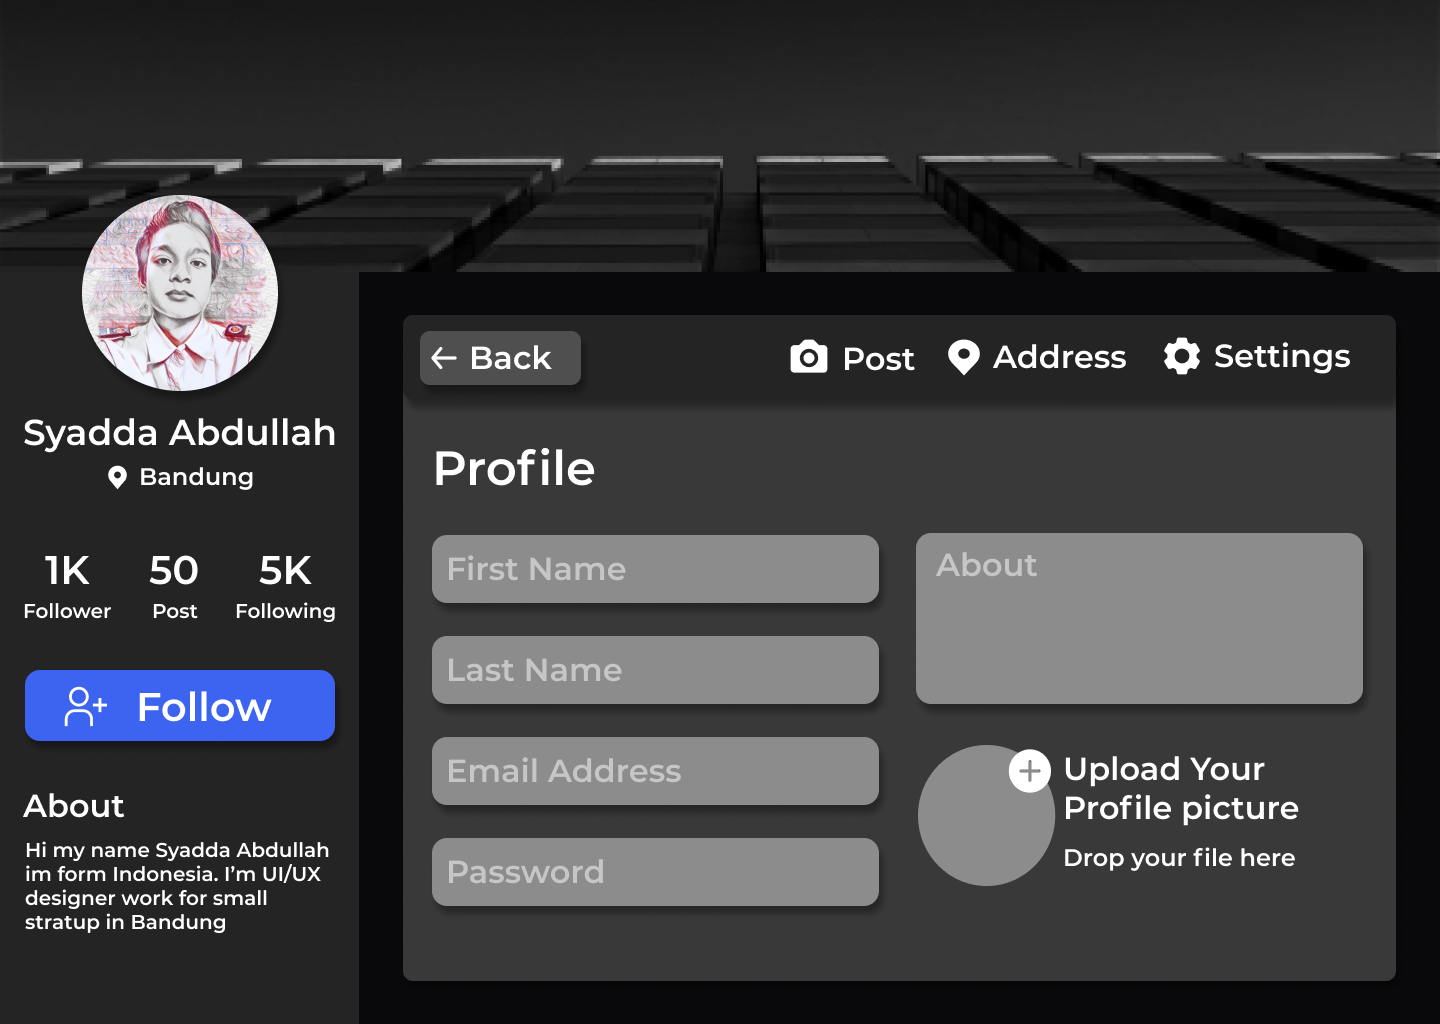 Syadda Abdullah
Bandung
1K 50 5K
Follower Post Following
Follow
About
Hi my name Syadda Abdullah
im form Indonesia. I’m UI/UX
designer work for small
stratup in Bandung
Back Post Address Settings
Profile
First Name
Last Name
Email Address
Password
About
Upload Your
Profile picture
Drop your file here